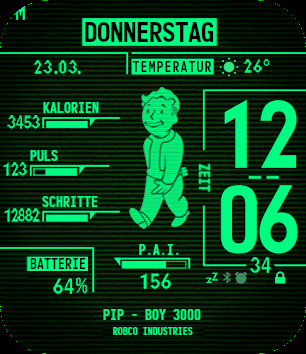 DONNERSTAG
23.03.
TEMPERATUR 26°
KALORIEN
3453
PULS
123
SCHRITTE
12882
ZEIT
12
06
34
P.A.I.
156
BATTERIE
64%
zZ
PIP - BOY 3000
ROBCO INDUSTRIES